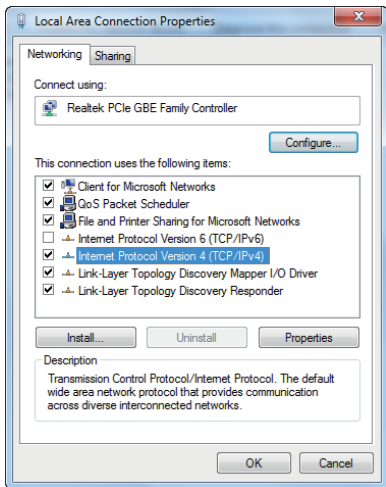 Local Area Connection Properties
Networking
Sharing
Connect using:
Realtek PCIe GBE Family Controller
Configure...
This connection uses the following items:
Client for Microsoft Networks
QoS Packet Scheduler
File and Printer Sharing for Microsoft Networks
Internet Protocol Version 6 (TCP/IPv6)
Internet Protocol Version 4 (TCP/IPv4)
Link-Layer Topology Discovery Mapper I/O Driver
Link-Layer Topology Discovery Responder
Install...
Uninstall
Properties
Description
Transmission Control Protocol/Internet Protocol. The default
wide area network protocol that provides communication
across diverse interconnected networks.
OK
Cancel